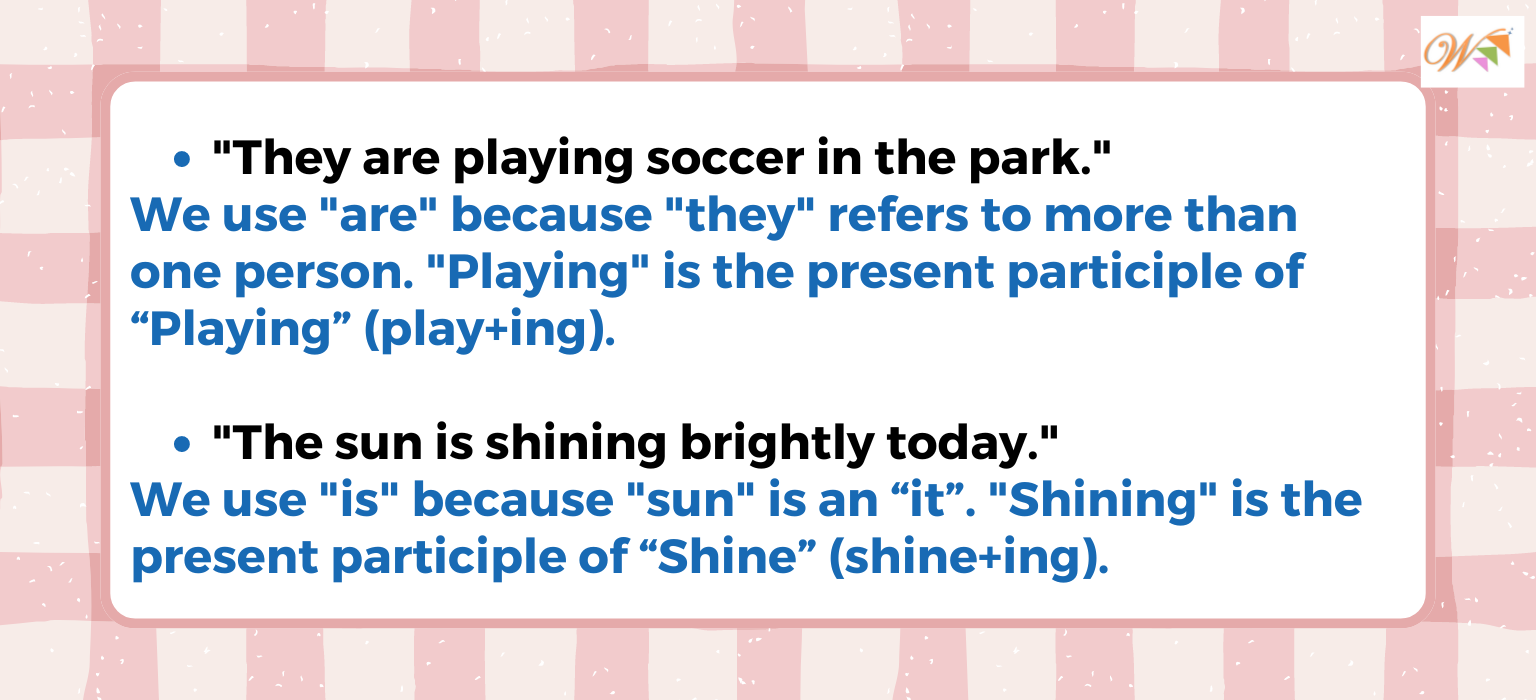 W
• "They are playing soccer in the park."
We use "are" because "they" refers to more than
one person. "Playing" is the present participle of
“Playing” (play+ing).
• "The sun is shining brightly today."
We use "is" because "sun" is an “it”. "Shining" is the
present participle of “Shine” (shine+ing).